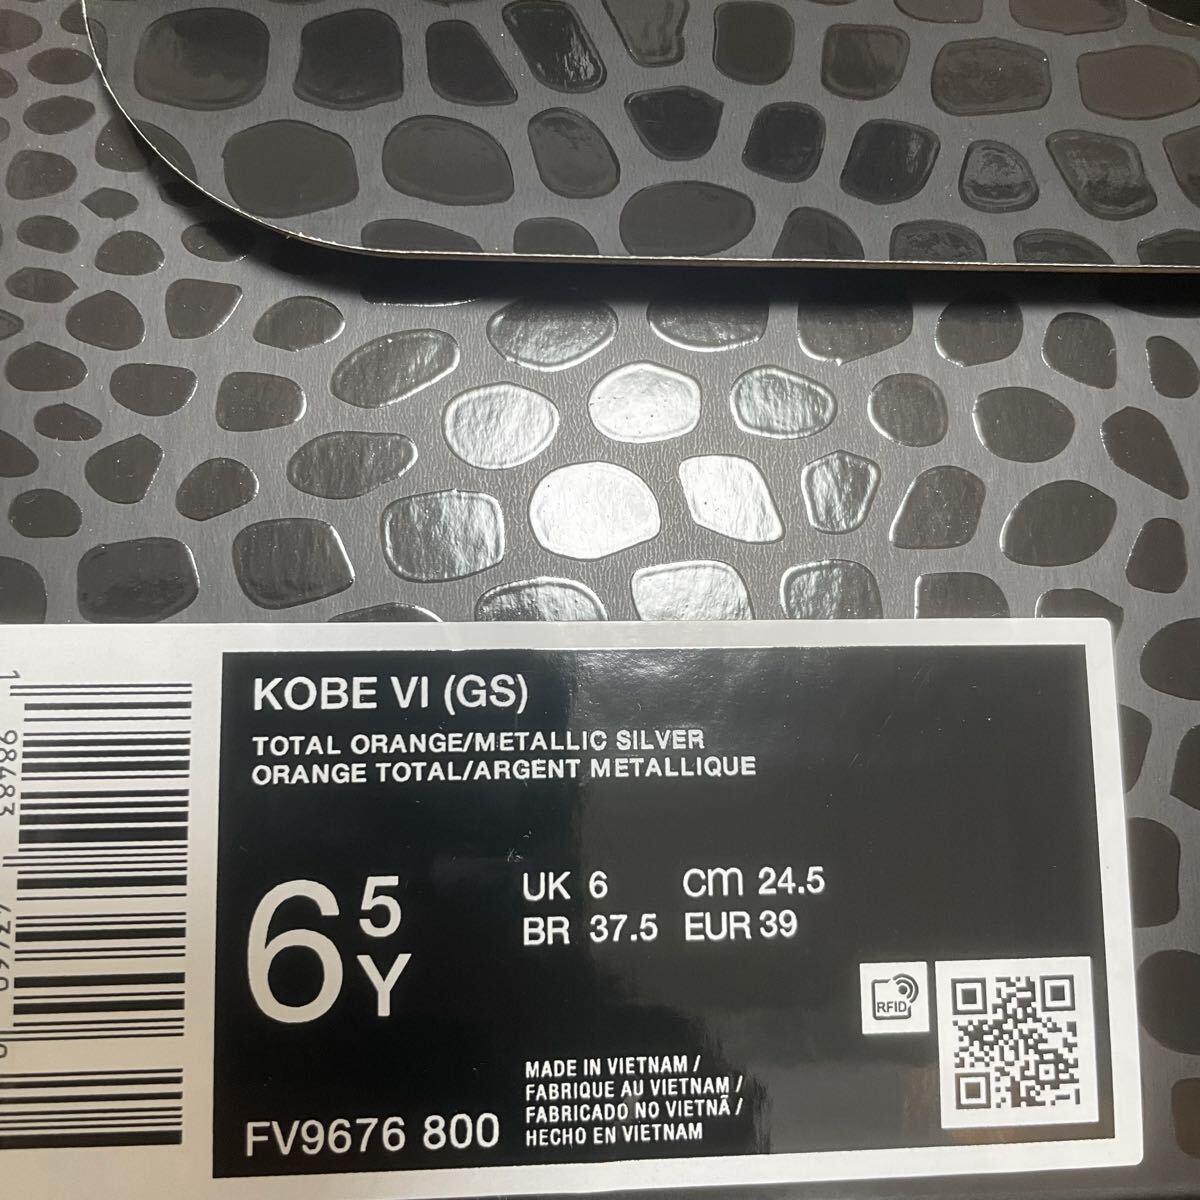 KOBE VI (GS)
TOTAL ORANGE/METALLIC SILVER
ORANGE TOTAL/ARGENT METALLIQUE
6 5 Y
UK 6 cm 24.5
BR 37.5 EUR 39
RFID
MADE IN VIETNAM /
FABRIQUE AU VIETNAM /
FABRICADO NO VIETNÃ /
HECHO EN VIETNAM
FV9676 800